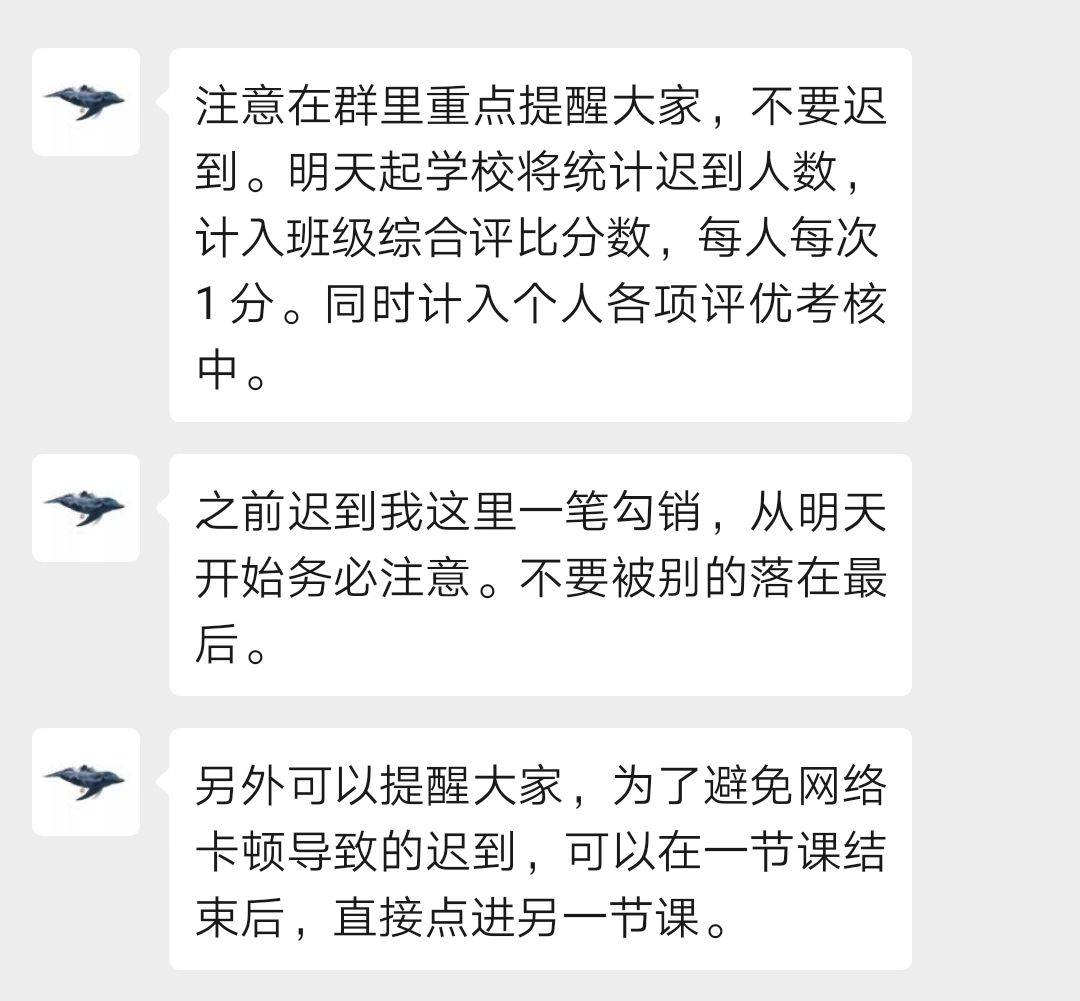 注意在群里重点提醒大家，不要迟
到。明天起学校将统计迟到人数，
计入班级综合评比分数，每人每次
1分。同时计入个人各项评优考核
中。
之前迟到我这里一笔勾销，从明天
开始务必注意。不要被别的落在最
后。
另外可以提醒大家，为了避免网络
卡顿导致的迟到，可以在一节课结
束后，直接点进另一节课。